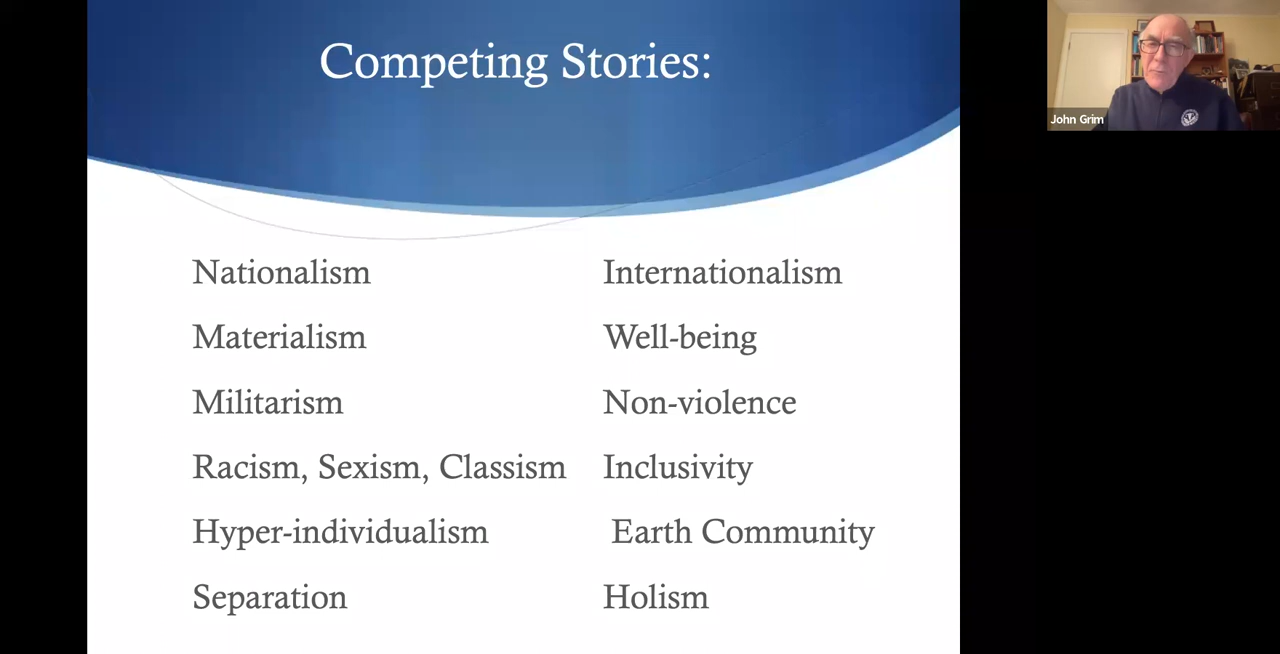 Competing Stories:
John Grim
Nationalism Internationalism
Materialism Well-being
Militarism Non-violence
Racism, Sexism, Classism Inclusivity
Hyper-individualism Earth Community
Separation Holism